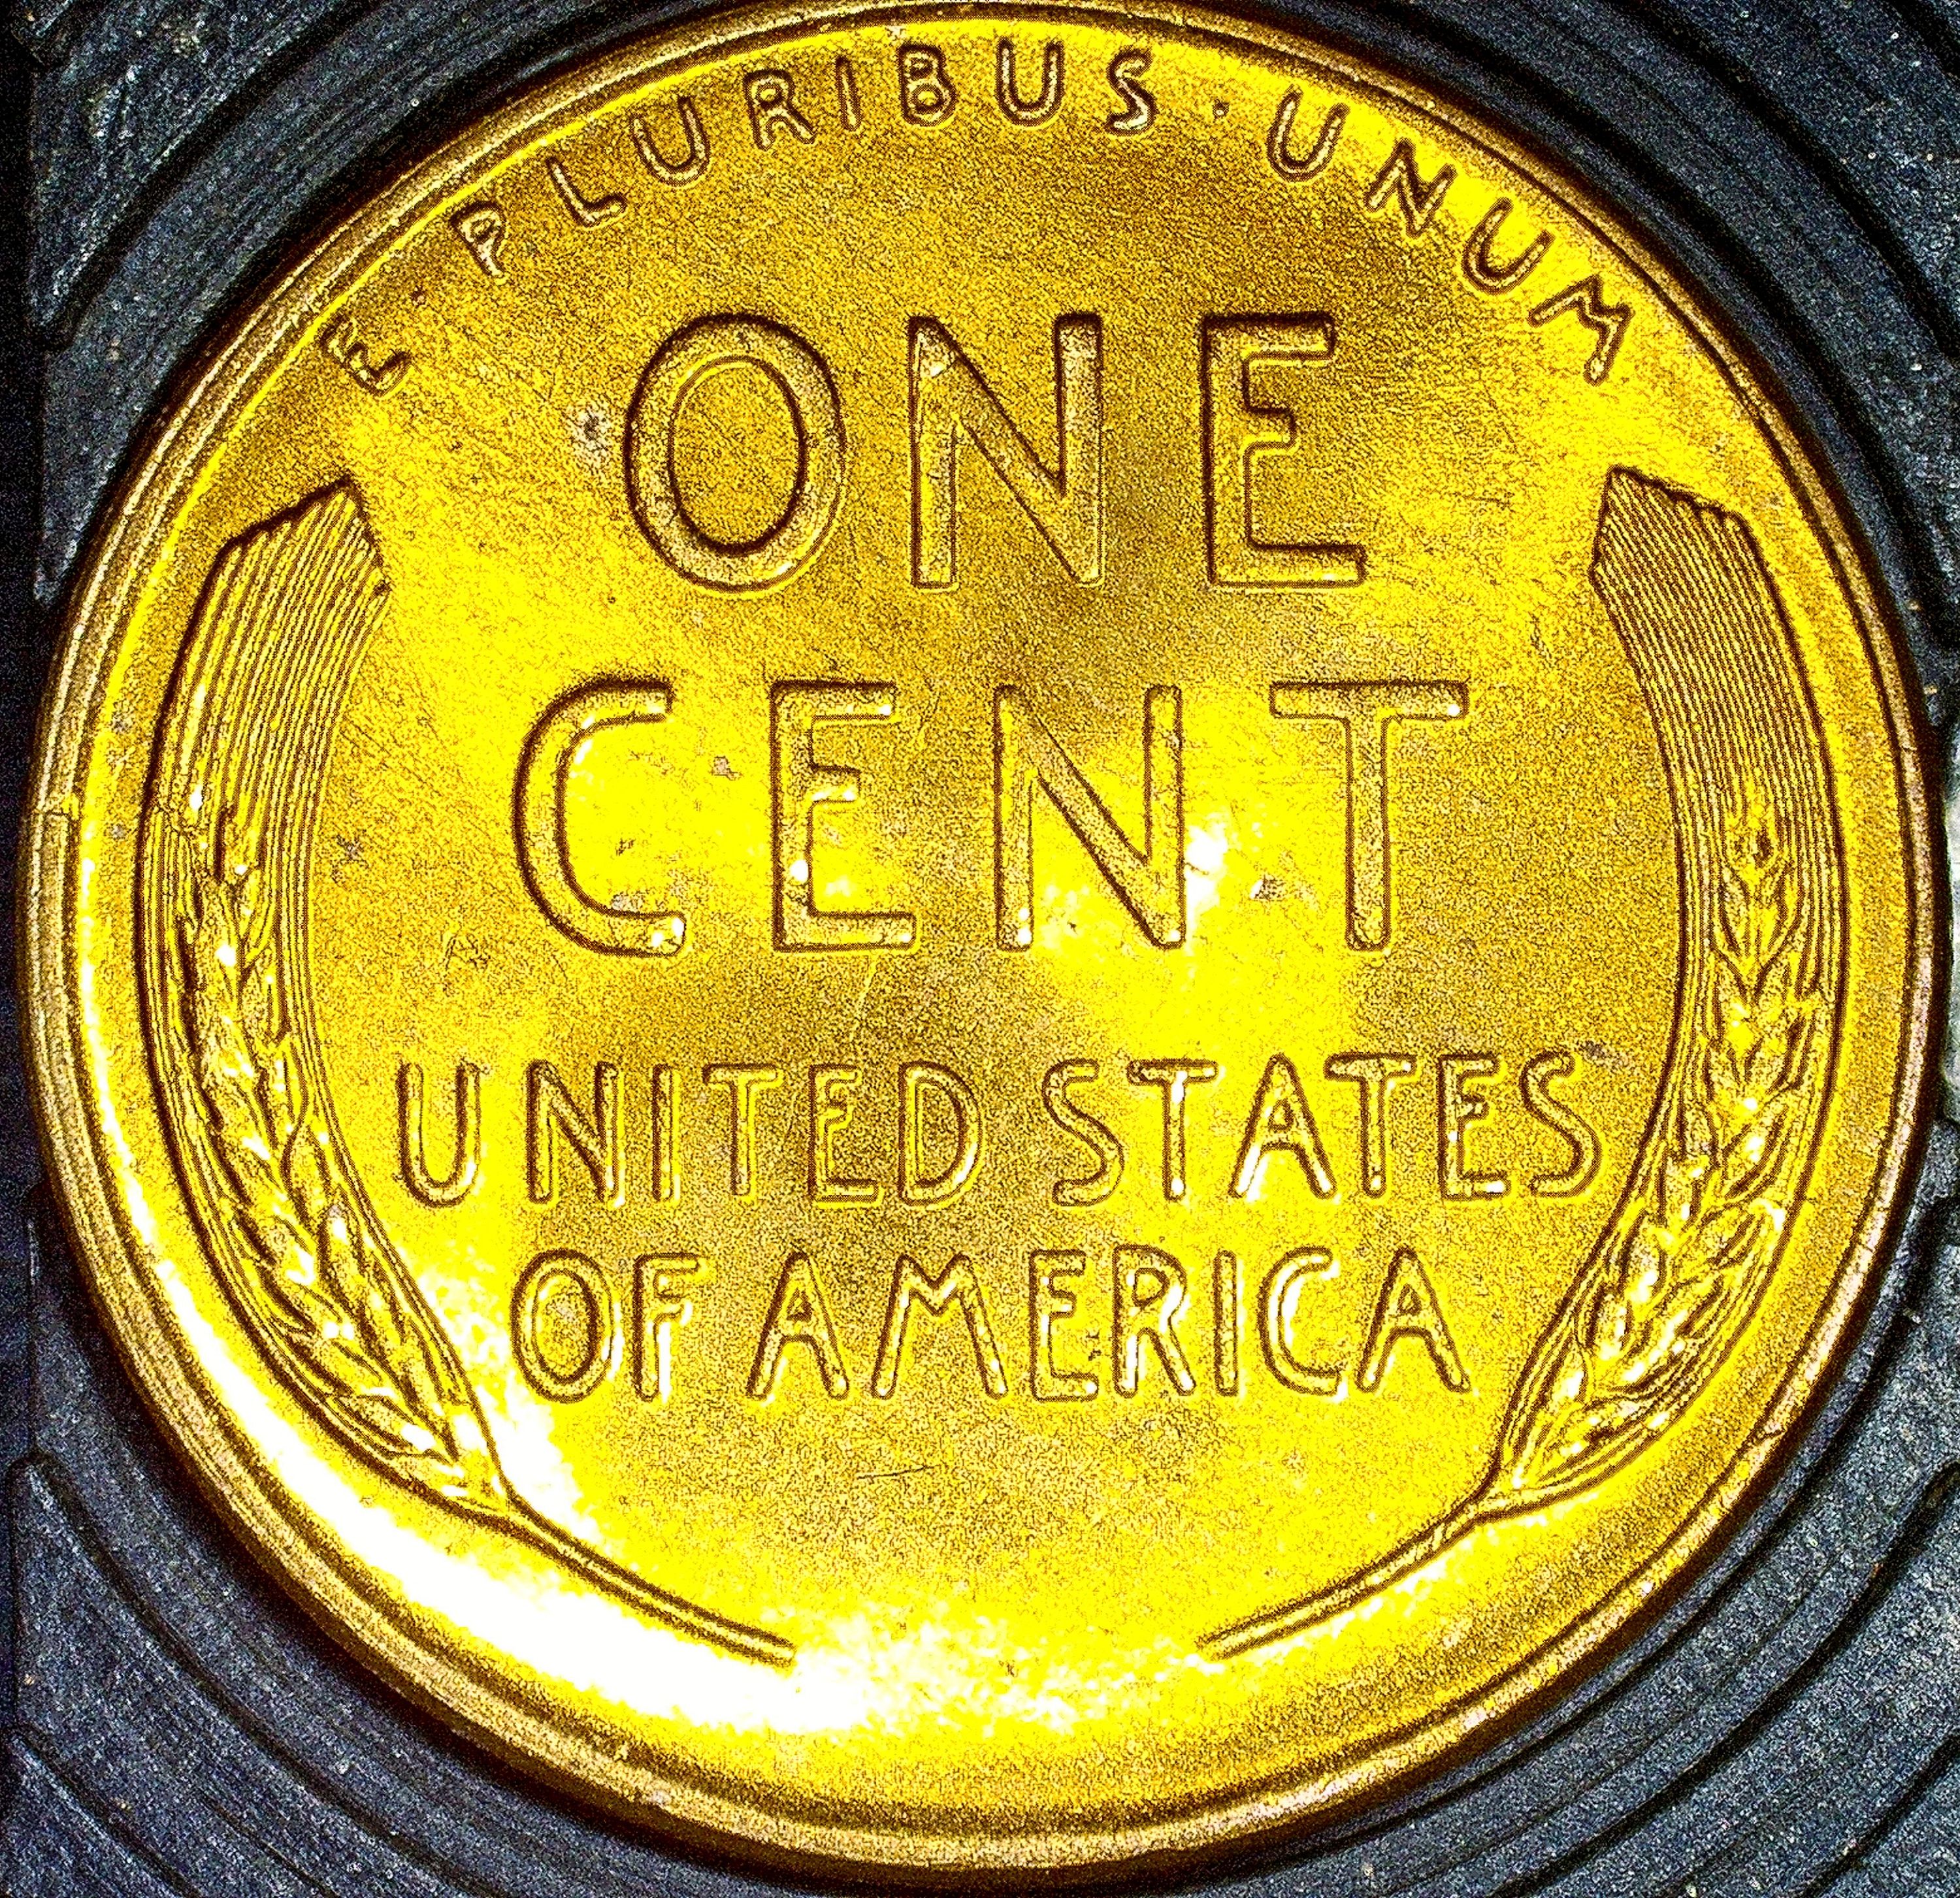 E · PLURIBUS · UNUM
ONE
CENT
UNITED STATES
OF AMERICA